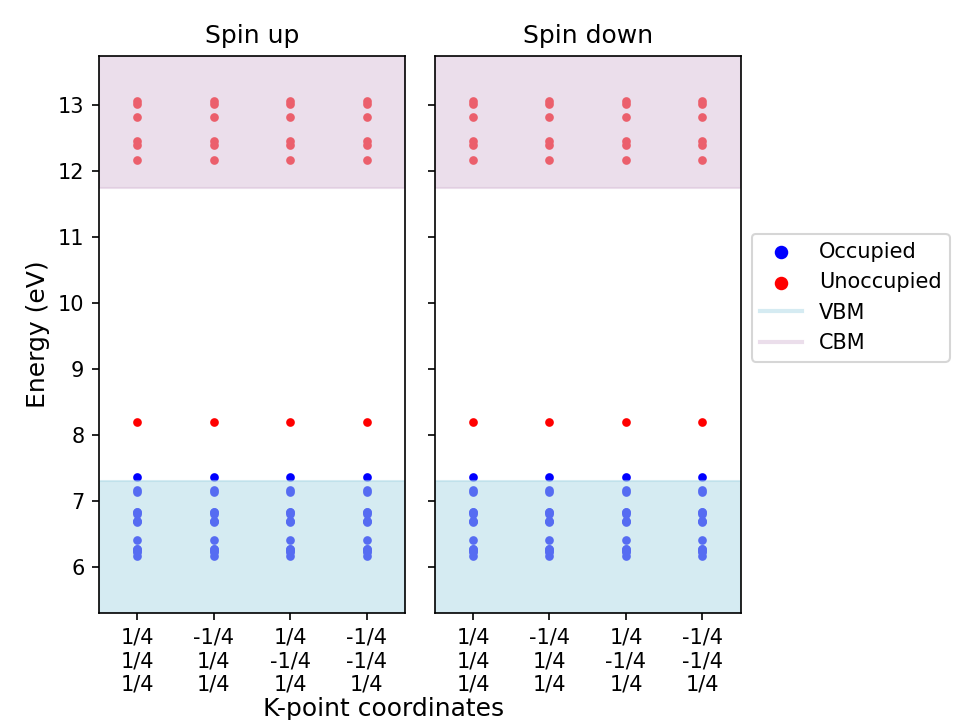 Spin up
Spin down
Energy (eV)
13
12
11
10
9
8
7
6
1/4 -1/4 1/4 -1/4 1/4 -1/4 1/4 -1/4
1/4 1/4 -1/4 -1/4 1/4 1/4 -1/4 -1/4
1/4 1/4 1/4 1/4 1/4 1/4 1/4 1/4
K-point coordinates
Occupied
Unoccupied
VBM
CBM